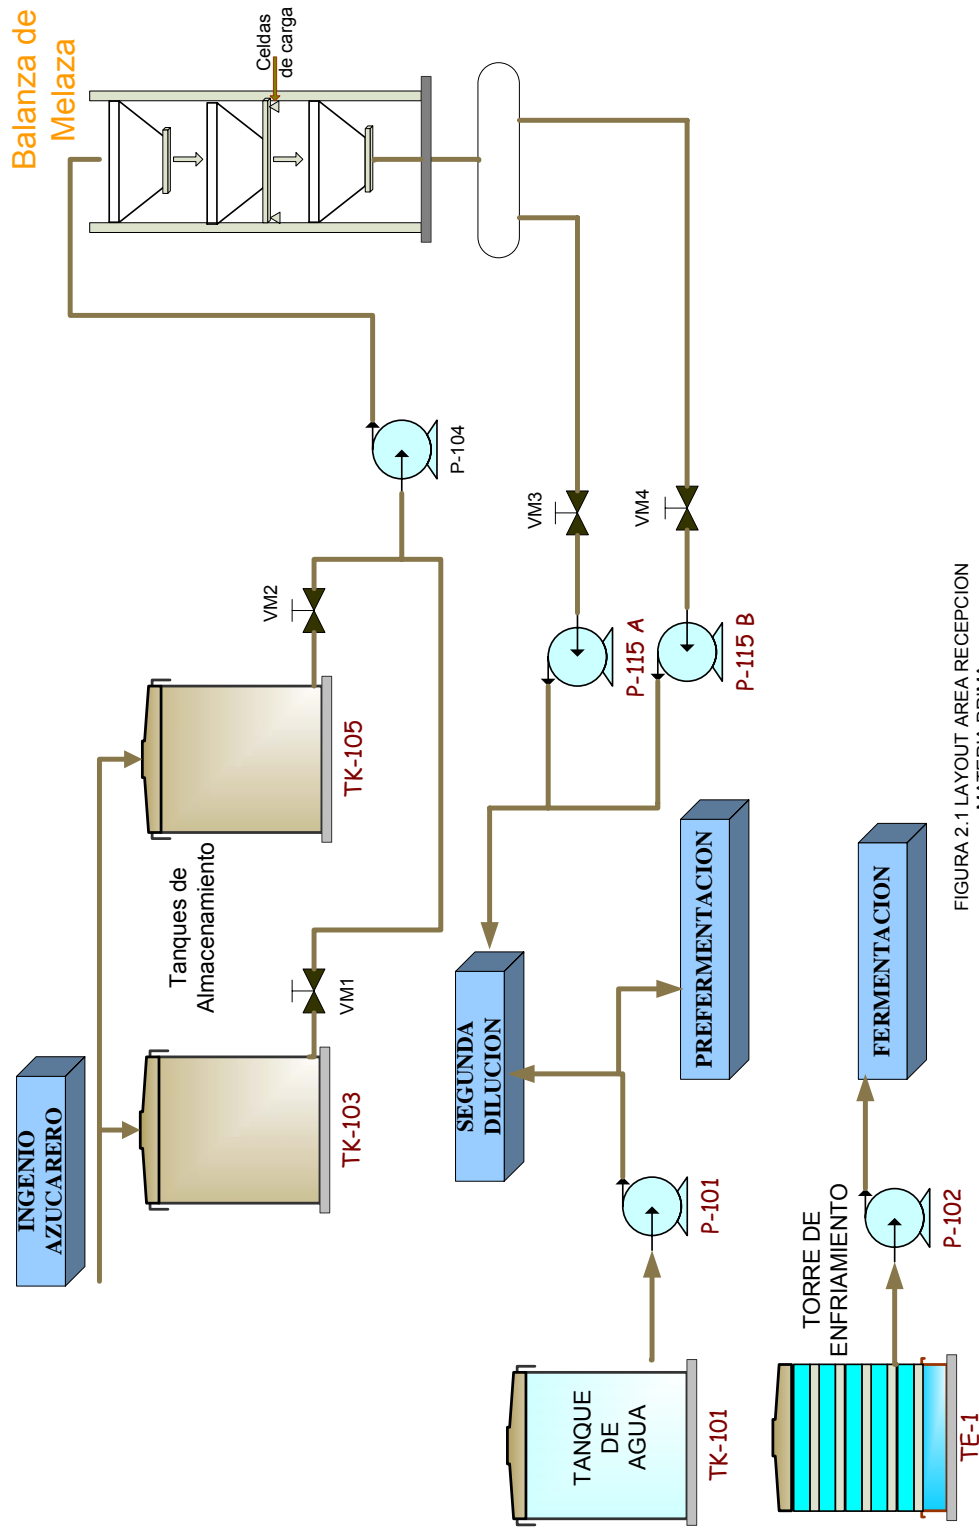 INGENIO
AZUCARERO
Tanques de
Almacenamiento
TK-103
TK-105
VM1
VM2
P-104
Balanza de
Melaza
Celdas
de carga
VM3
VM4
P-115 A
P-115 B
SEGUNDA
DILUCION
PREFERMENTACION
TANQUE
DE
AGUA
TK-101
P-101
TORRE DE
ENFRIAMIENTO
TE-1
P-102
FERMENTACION
FIGURA 2.1 LAYOUT AREA RECEPCION
MATERIA PRIMA